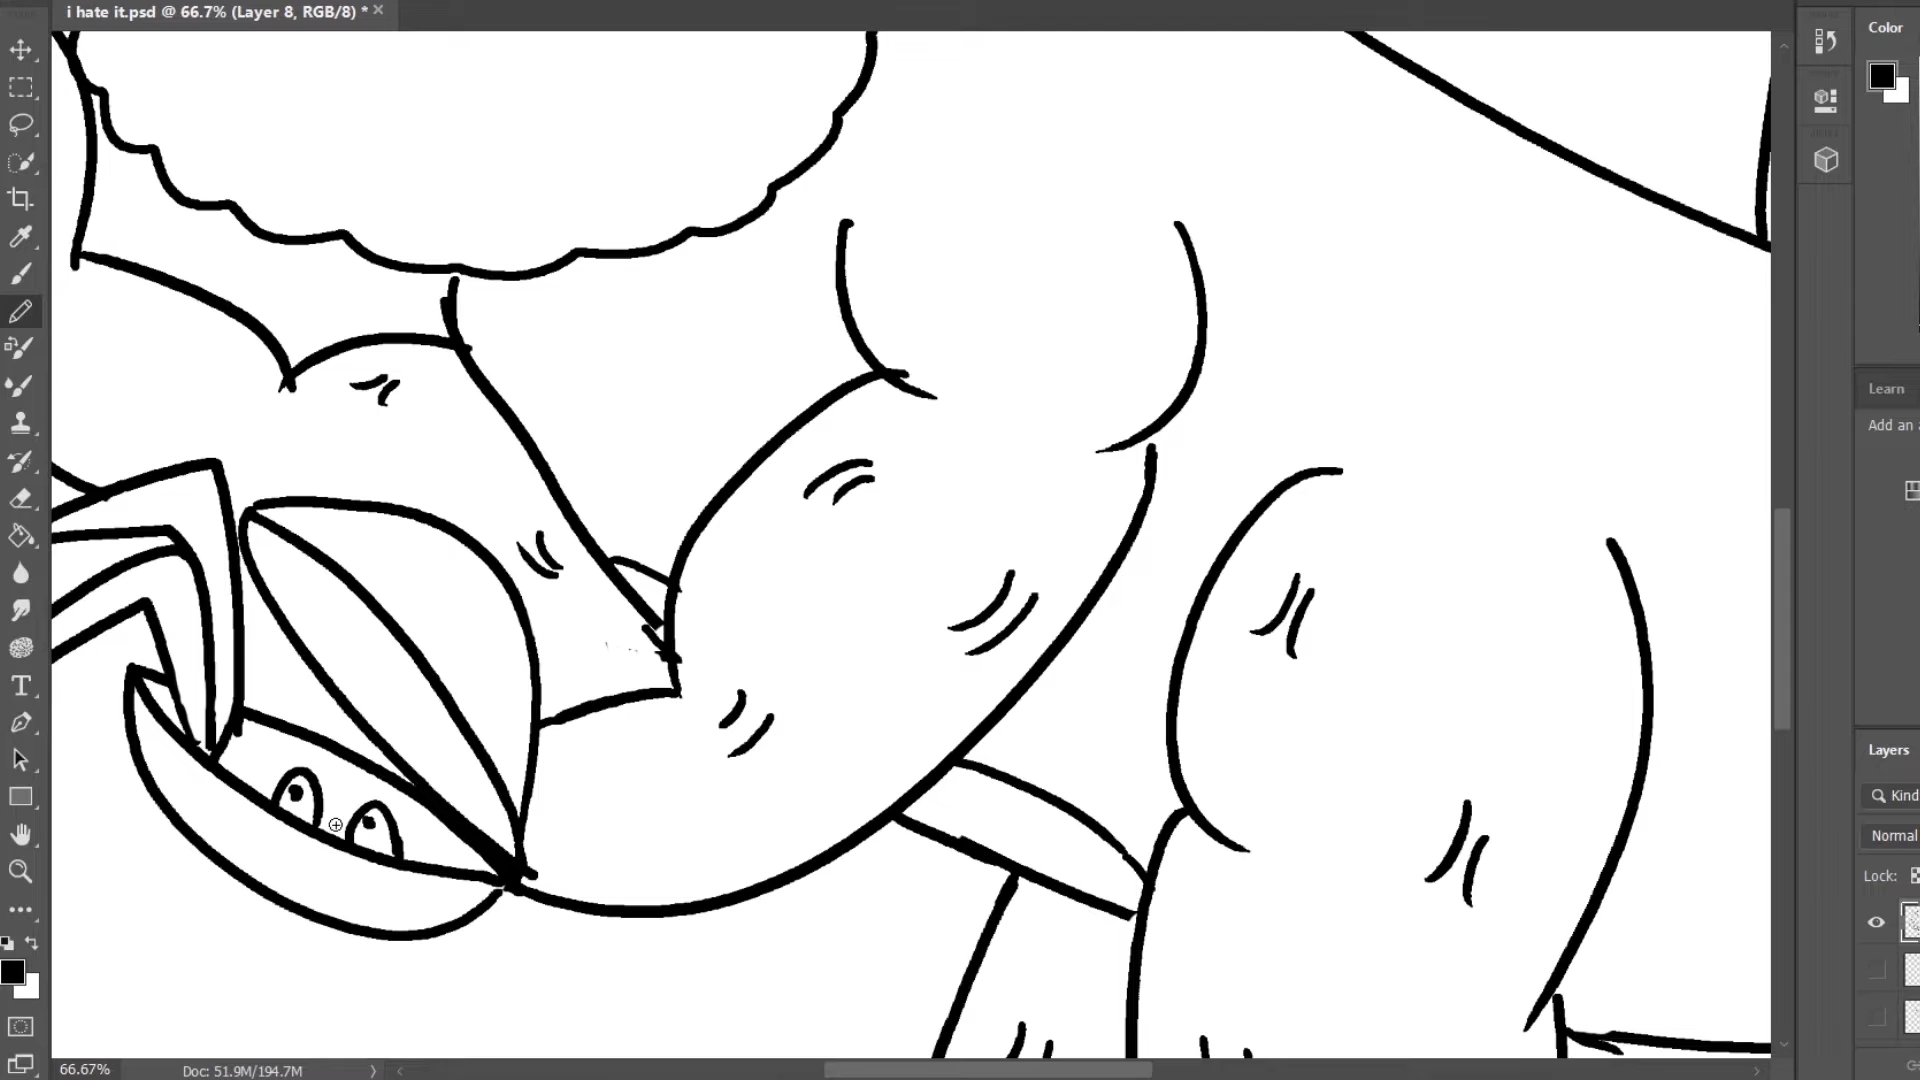 i hate it.psd @ 66.7% (Layer 8, RGB/8) *
Color
Learn
Add an
Layers
Kind
Normal
Lock:
66.67%
Doc: 51.9M/194.7M